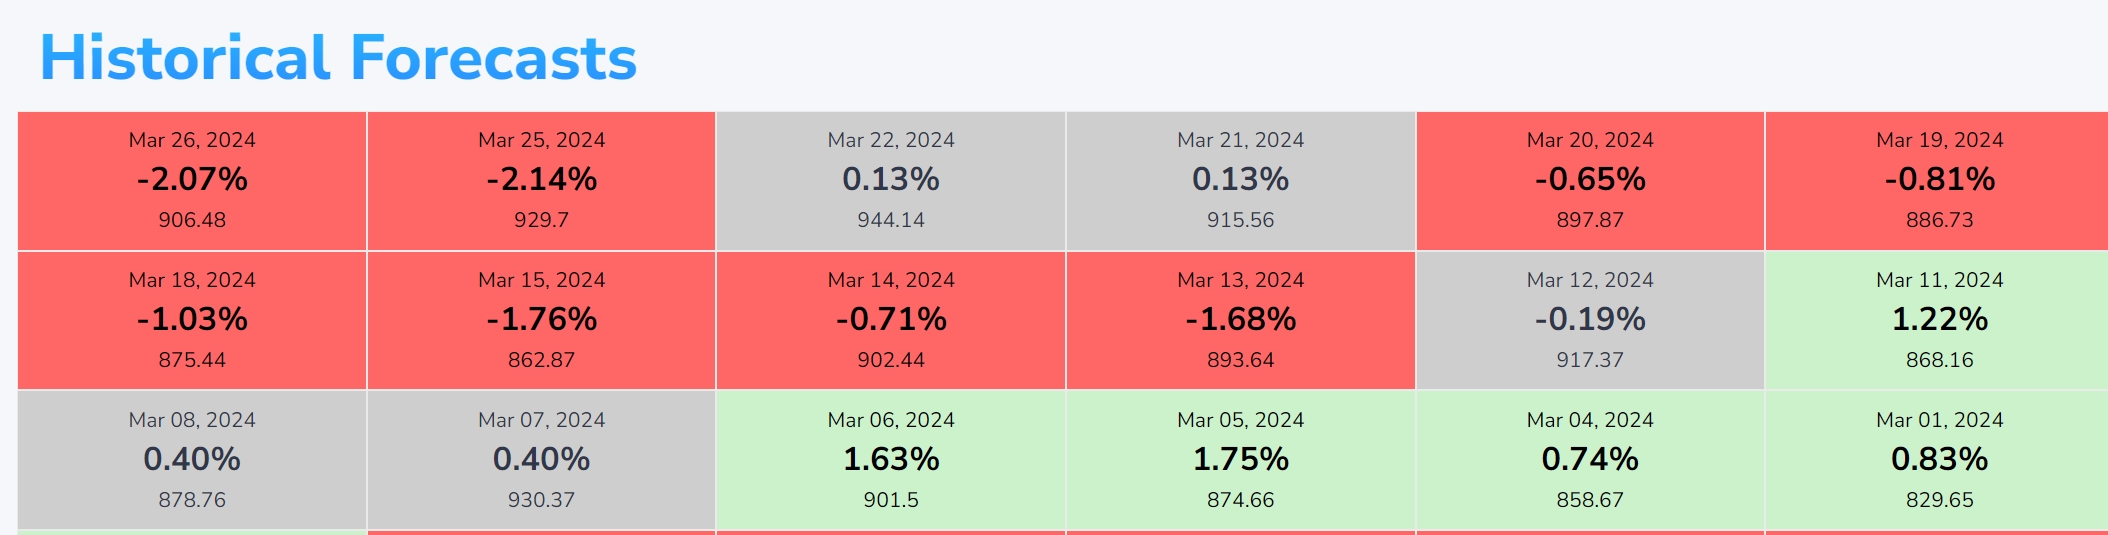 Historical Forecasts
Mar 26, 2024
-2.07%
906.48
Mar 25, 2024
-2.14%
929.7
Mar 22, 2024
0.13%
944.14
Mar 21, 2024
0.13%
915.56
Mar 20, 2024
-0.65%
897.87
Mar 19, 2024
-0.81%
886.73
Mar 18, 2024
-1.03%
875.44
Mar 15, 2024
-1.76%
862.87
Mar 14, 2024
-0.71%
902.44
Mar 13, 2024
-1.68%
893.64
Mar 12, 2024
-0.19%
917.37
Mar 11, 2024
1.22%
868.16
Mar 08, 2024
0.40%
878.76
Mar 07, 2024
0.40%
930.37
Mar 06, 2024
1.63%
901.5
Mar 05, 2024
1.75%
874.66
Mar 04, 2024
0.74%
858.67
Mar 01, 2024
0.83%
829.65